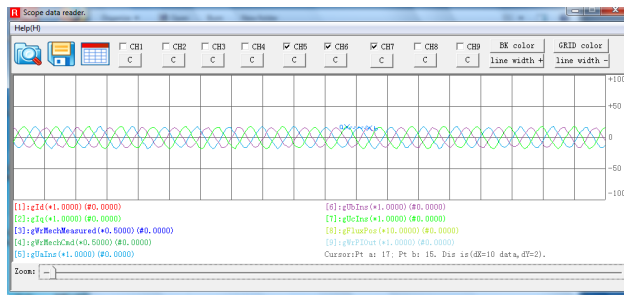 Scope data reader.
Help(H)
CH1 CH2 CH3 CH4 CH5 CH6 CH7 CH8 CH9 BK color GRID color
C C C C C C C C C line width + line width -
+100
+50
0
-50
-100
[1]:gId(*1.0000)(#0.0000)
[2]:gIq(*1.0000)(#0.0000)
[3]:gWrMechMeasured(*0.5000)(#0.0000)
[4]:gWrMechCmd(*0.5000)(#0.0000)
[5]:gUaIns(*1.0000)(#0.0000)
[6]:gUbIns(*1.0000)(#0.0000)
[7]:gUcIns(*1.0000)(#0.0000)
[8]:gFluxPos(*10.0000)(#0.0000)
[9]:gWrPIOut(*1.0000)(#0.0000)
Cursor:Pt a: 17; Pt b: 15. Dis is(dX=10 data,dY=2).
Zoom: